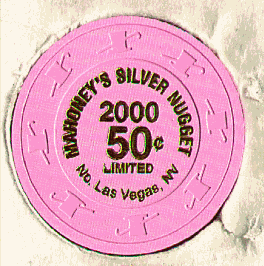 MAHONEY'S SILVER NUGGET
2000
50¢
LIMITED
No. Las Vegas, NV